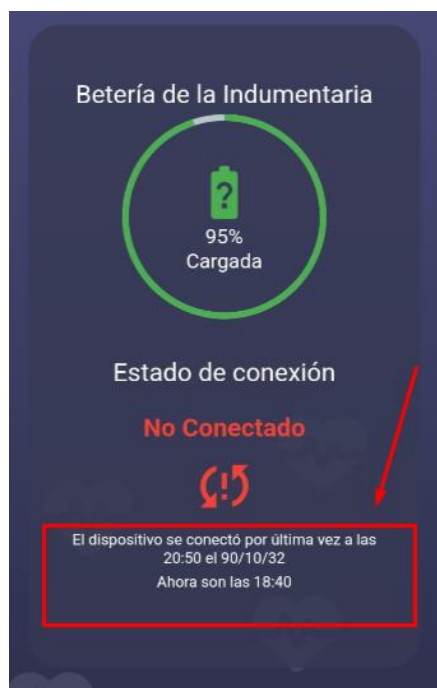 Betería de la Indumentaria
?
95%
Cargada
Estado de conexión
No Conectado
!
El dispositivo se conectó por última vez a las
20:50 el 90/10/32
Ahora son las 18:40